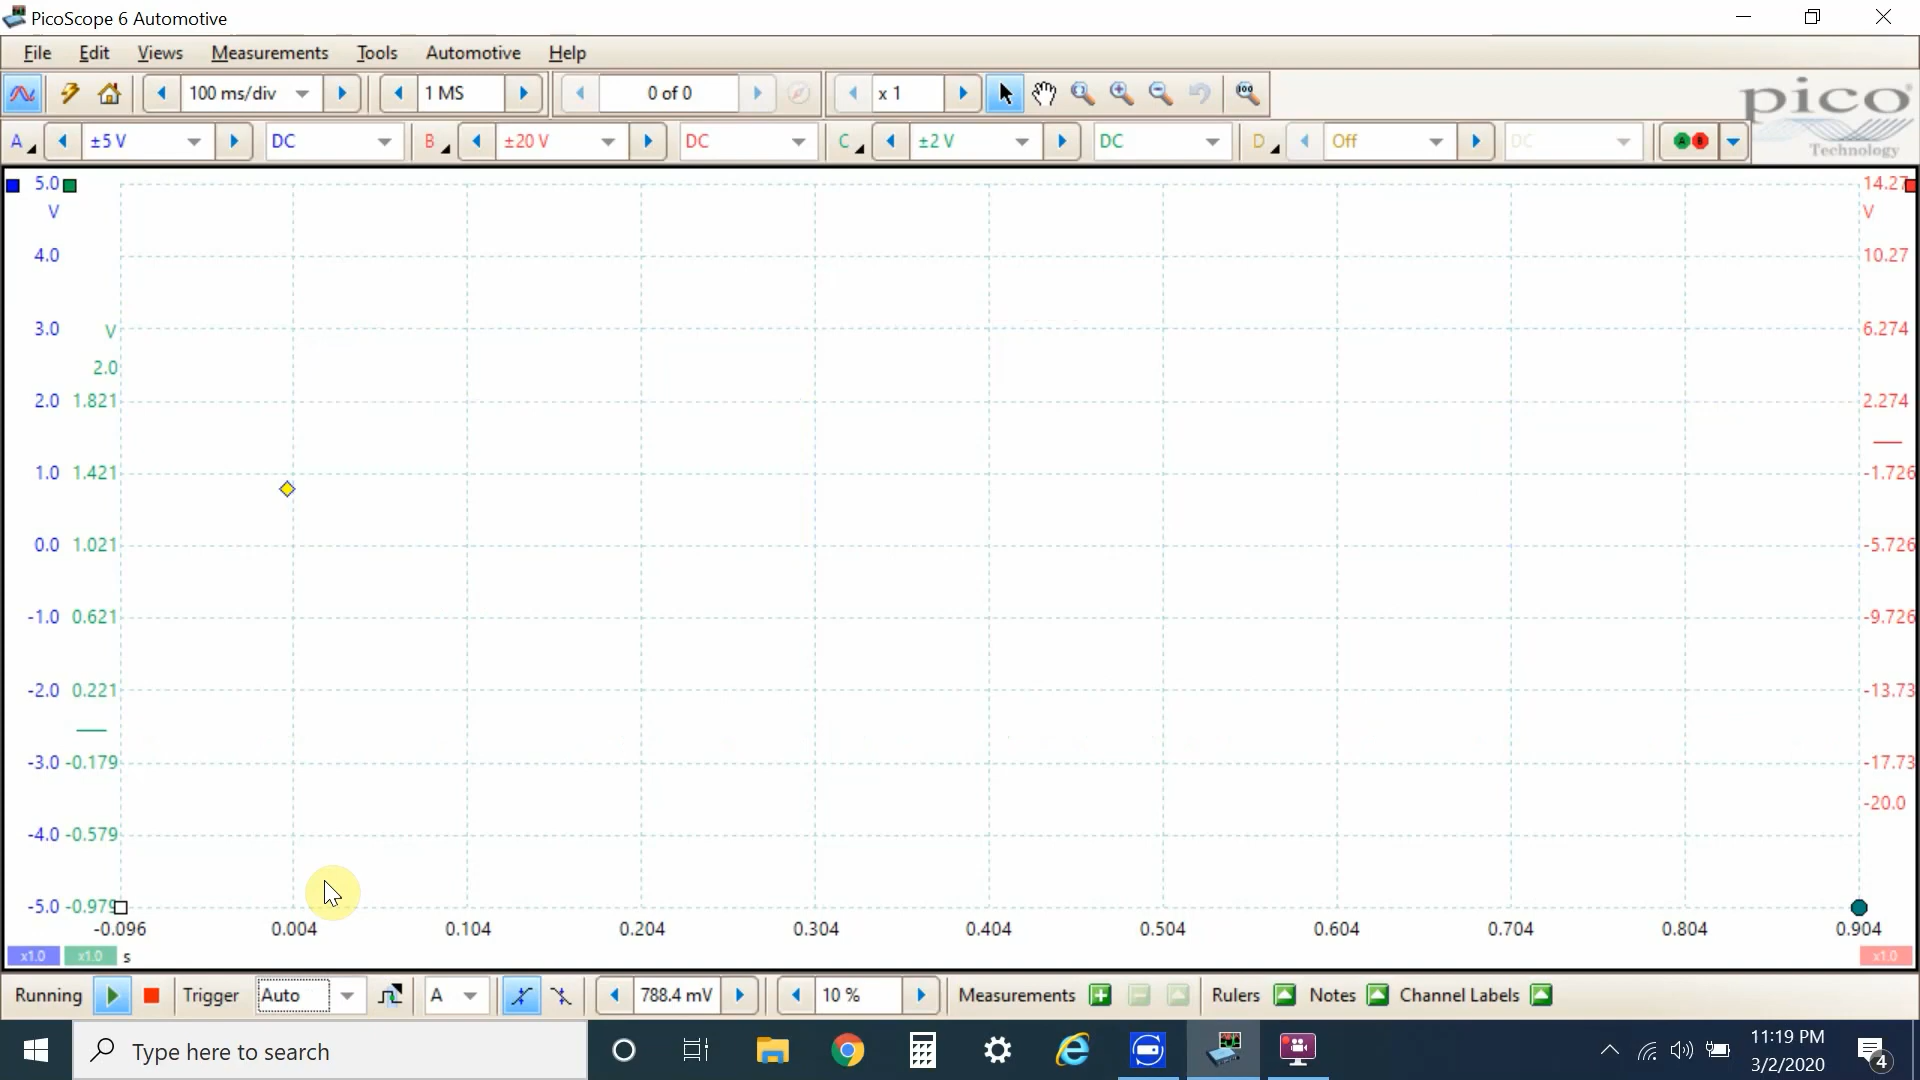 PicoScope 6 Automotive
File Edit Views Measurements Tools Automotive Help
100 ms/div 1 MS 0 of 0 x 1
pico
Technology
A ±5 V DC B ±20 V DC C ±2 V DC D Off DC
5.0 14.27
V V
4.0 10.27
3.0 V 6.274
2.0
2.0 1.821 2.274
1.0 1.421 -1.726
0.0 1.021 -5.726
-1.0 0.621 -9.726
-2.0 0.221 -13.73
-3.0 -0.179 -17.73
-20.0
-4.0 -0.579
-5.0 -0.979
-0.096 0.004 0.104 0.204 0.304 0.404 0.504 0.604 0.704 0.804 0.904
x1.0 x1.0 s x1.0
Running Trigger Auto A 788.4 mV 10 % Measurements Rulers Notes Channel Labels
Type here to search
11:19 PM
3/2/2020
4